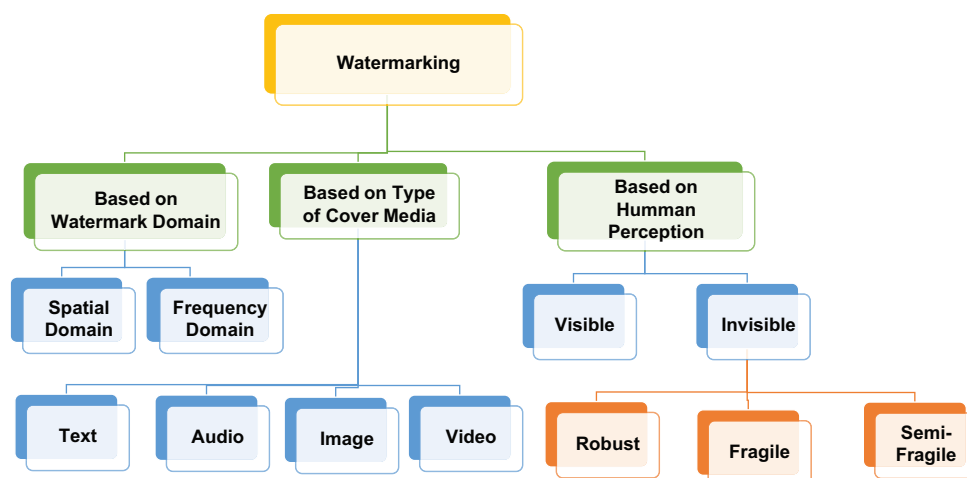 Watermarking
Based on
Watermark Domain
Based on Type
of Cover Media
Based on
Humman
Perception
Spatial
Domain
Frequency
Domain
Visible
Invisible
Text
Audio
Image
Video
Robust
Fragile
Semi-
Fragile